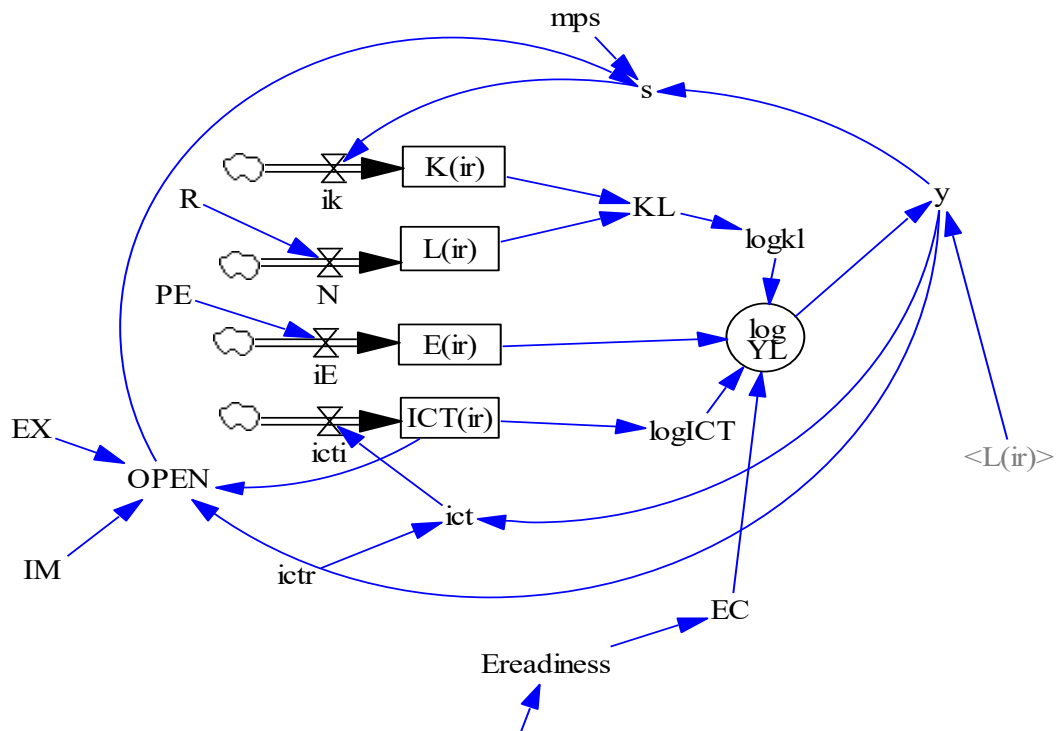 mps
s
K(ir)
ik
R
KL
y
logkl
L(ir)
N
PE
log
YL
E(ir)
iE
ICT(ir)
icti
logICT
EX
<L(ir)>
OPEN
ict
IM
ictr
EC
Ereadiness